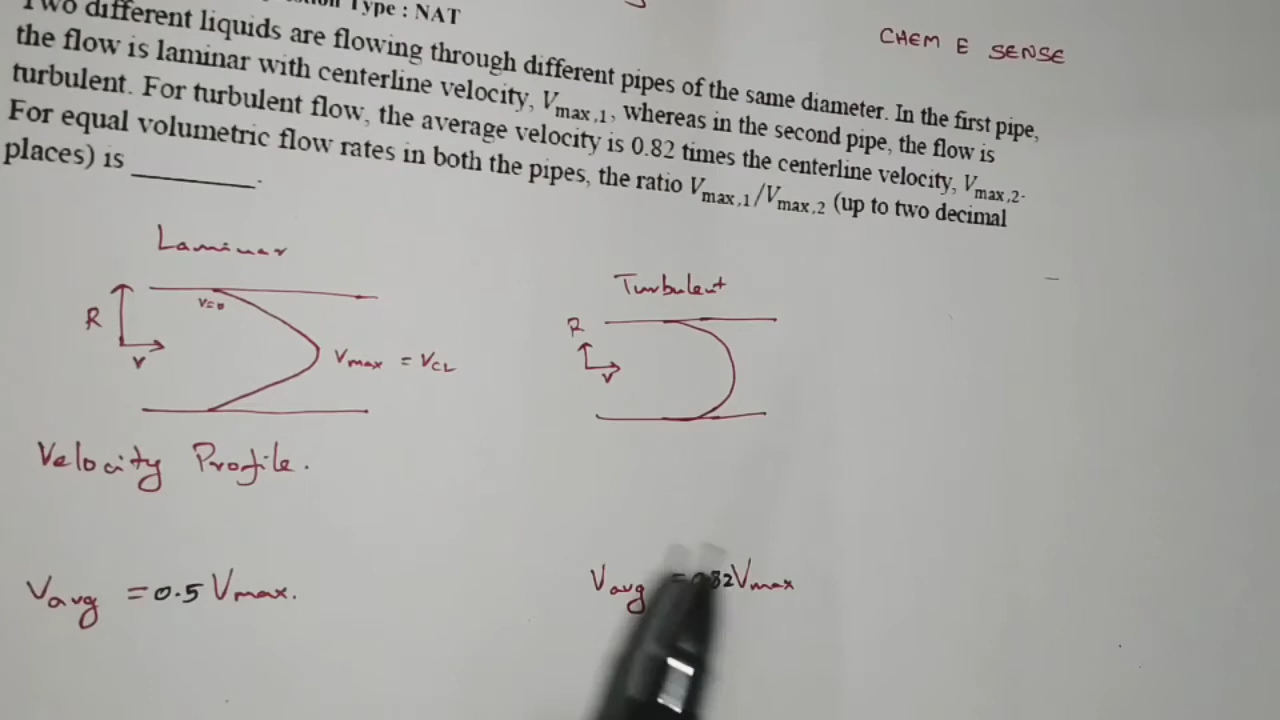 Type : NAT
CHEM E SENSE
Two different liquids are flowing through different pipes of the same diameter. In the first pipe,
the flow is laminar with centerline velocity, Vmax,1, whereas in the second pipe, the flow is
turbulent. For turbulent flow, the average velocity is 0.82 times the centerline velocity, Vmax,2.
For equal volumetric flow rates in both the pipes, the ratio Vmax,1/Vmax,2 (up to two decimal
places) is ________.
Laminar
Turbulent
R
V=0
V
Vmax = VCL
R
V
Velocity Profile.
Vavg = 0.5 Vmax.
Vavg = 0.82Vmax